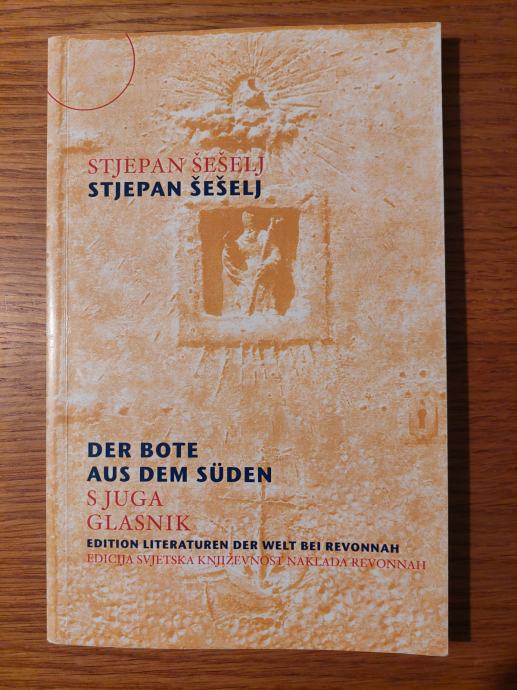 STJEPAN ŠEŠELJ
STJEPAN ŠEŠELJ
DER BOTE
AUS DEM SÜDEN
S JUGA
GLASNIK
EDITION LITERATUREN DER WELT BEI REVONNAH
EDICIJA SVJETSKA KNJIŽEVNOST NAKLADA REVONNAH